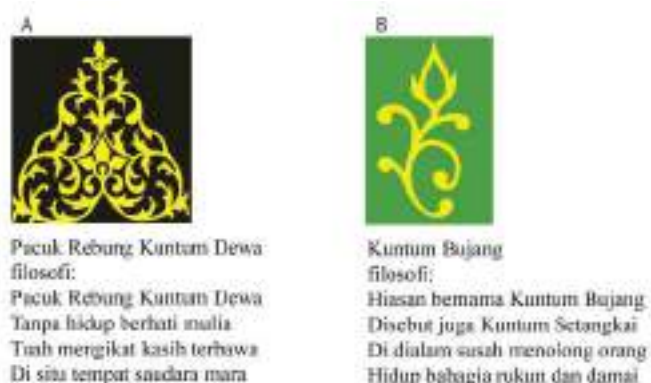 A
Pucuk Rebung Kuntum Dewa
filosofi:
Pucuk Rebung Kuntum Dewa
Tanpa hidup berhati mulia
Tuah mengikat kasih terbawa
Di situ tempat saudara mara
B
Kuntum Bujang
filosofi:
Hiasan bernama Kuntum Bujang
Disebut juga Kuntum Setangkai
Di dialam susah menolong orang
Hidup bahagia rukun dan damai